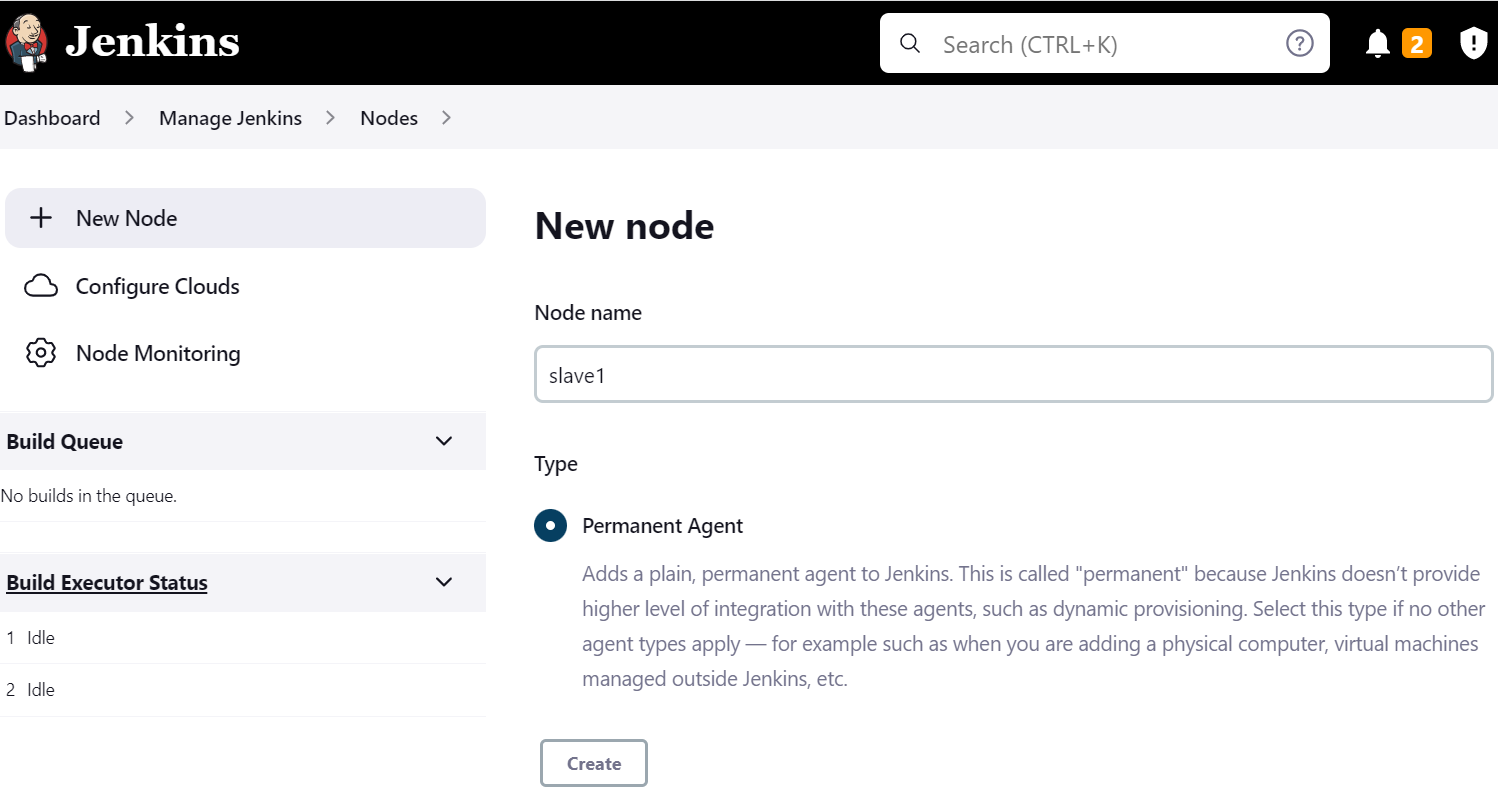 Jenkins
Search (CTRL+K)
?
2
!
Dashboard
Manage Jenkins
Nodes
New Node
Configure Clouds
Node Monitoring
Build Queue
No builds in the queue.
Build Executor Status
1 Idle
2 Idle
New node
Node name
slave1
Type
Permanent Agent
Adds a plain, permanent agent to Jenkins. This is called "permanent" because Jenkins doesn’t provide
higher level of integration with these agents, such as dynamic provisioning. Select this type if no other
agent types apply — for example such as when you are adding a physical computer, virtual machines
managed outside Jenkins, etc.
Create